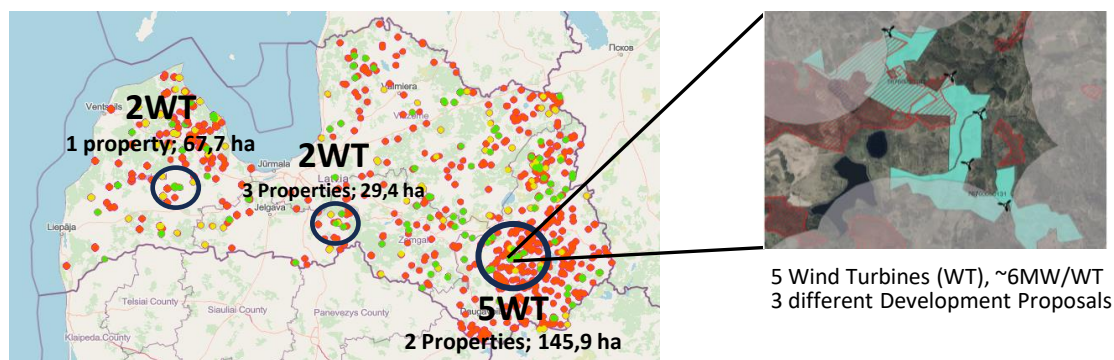 Псков
Valmiera
Vidzeme
Ventspils
2WT
1 property; 67,7 ha
2WT
Jūrmala
Latvia
3 Properties; 29,4 ha
Jelgava
Liepāja
Zemgale
5WT
2 Properties; 145,9 ha
Telsiai County
Siauliai County
Panevezys County
Klaipeda County
5 Wind Turbines (WT), ~6MW/WT
3 different Development Proposals